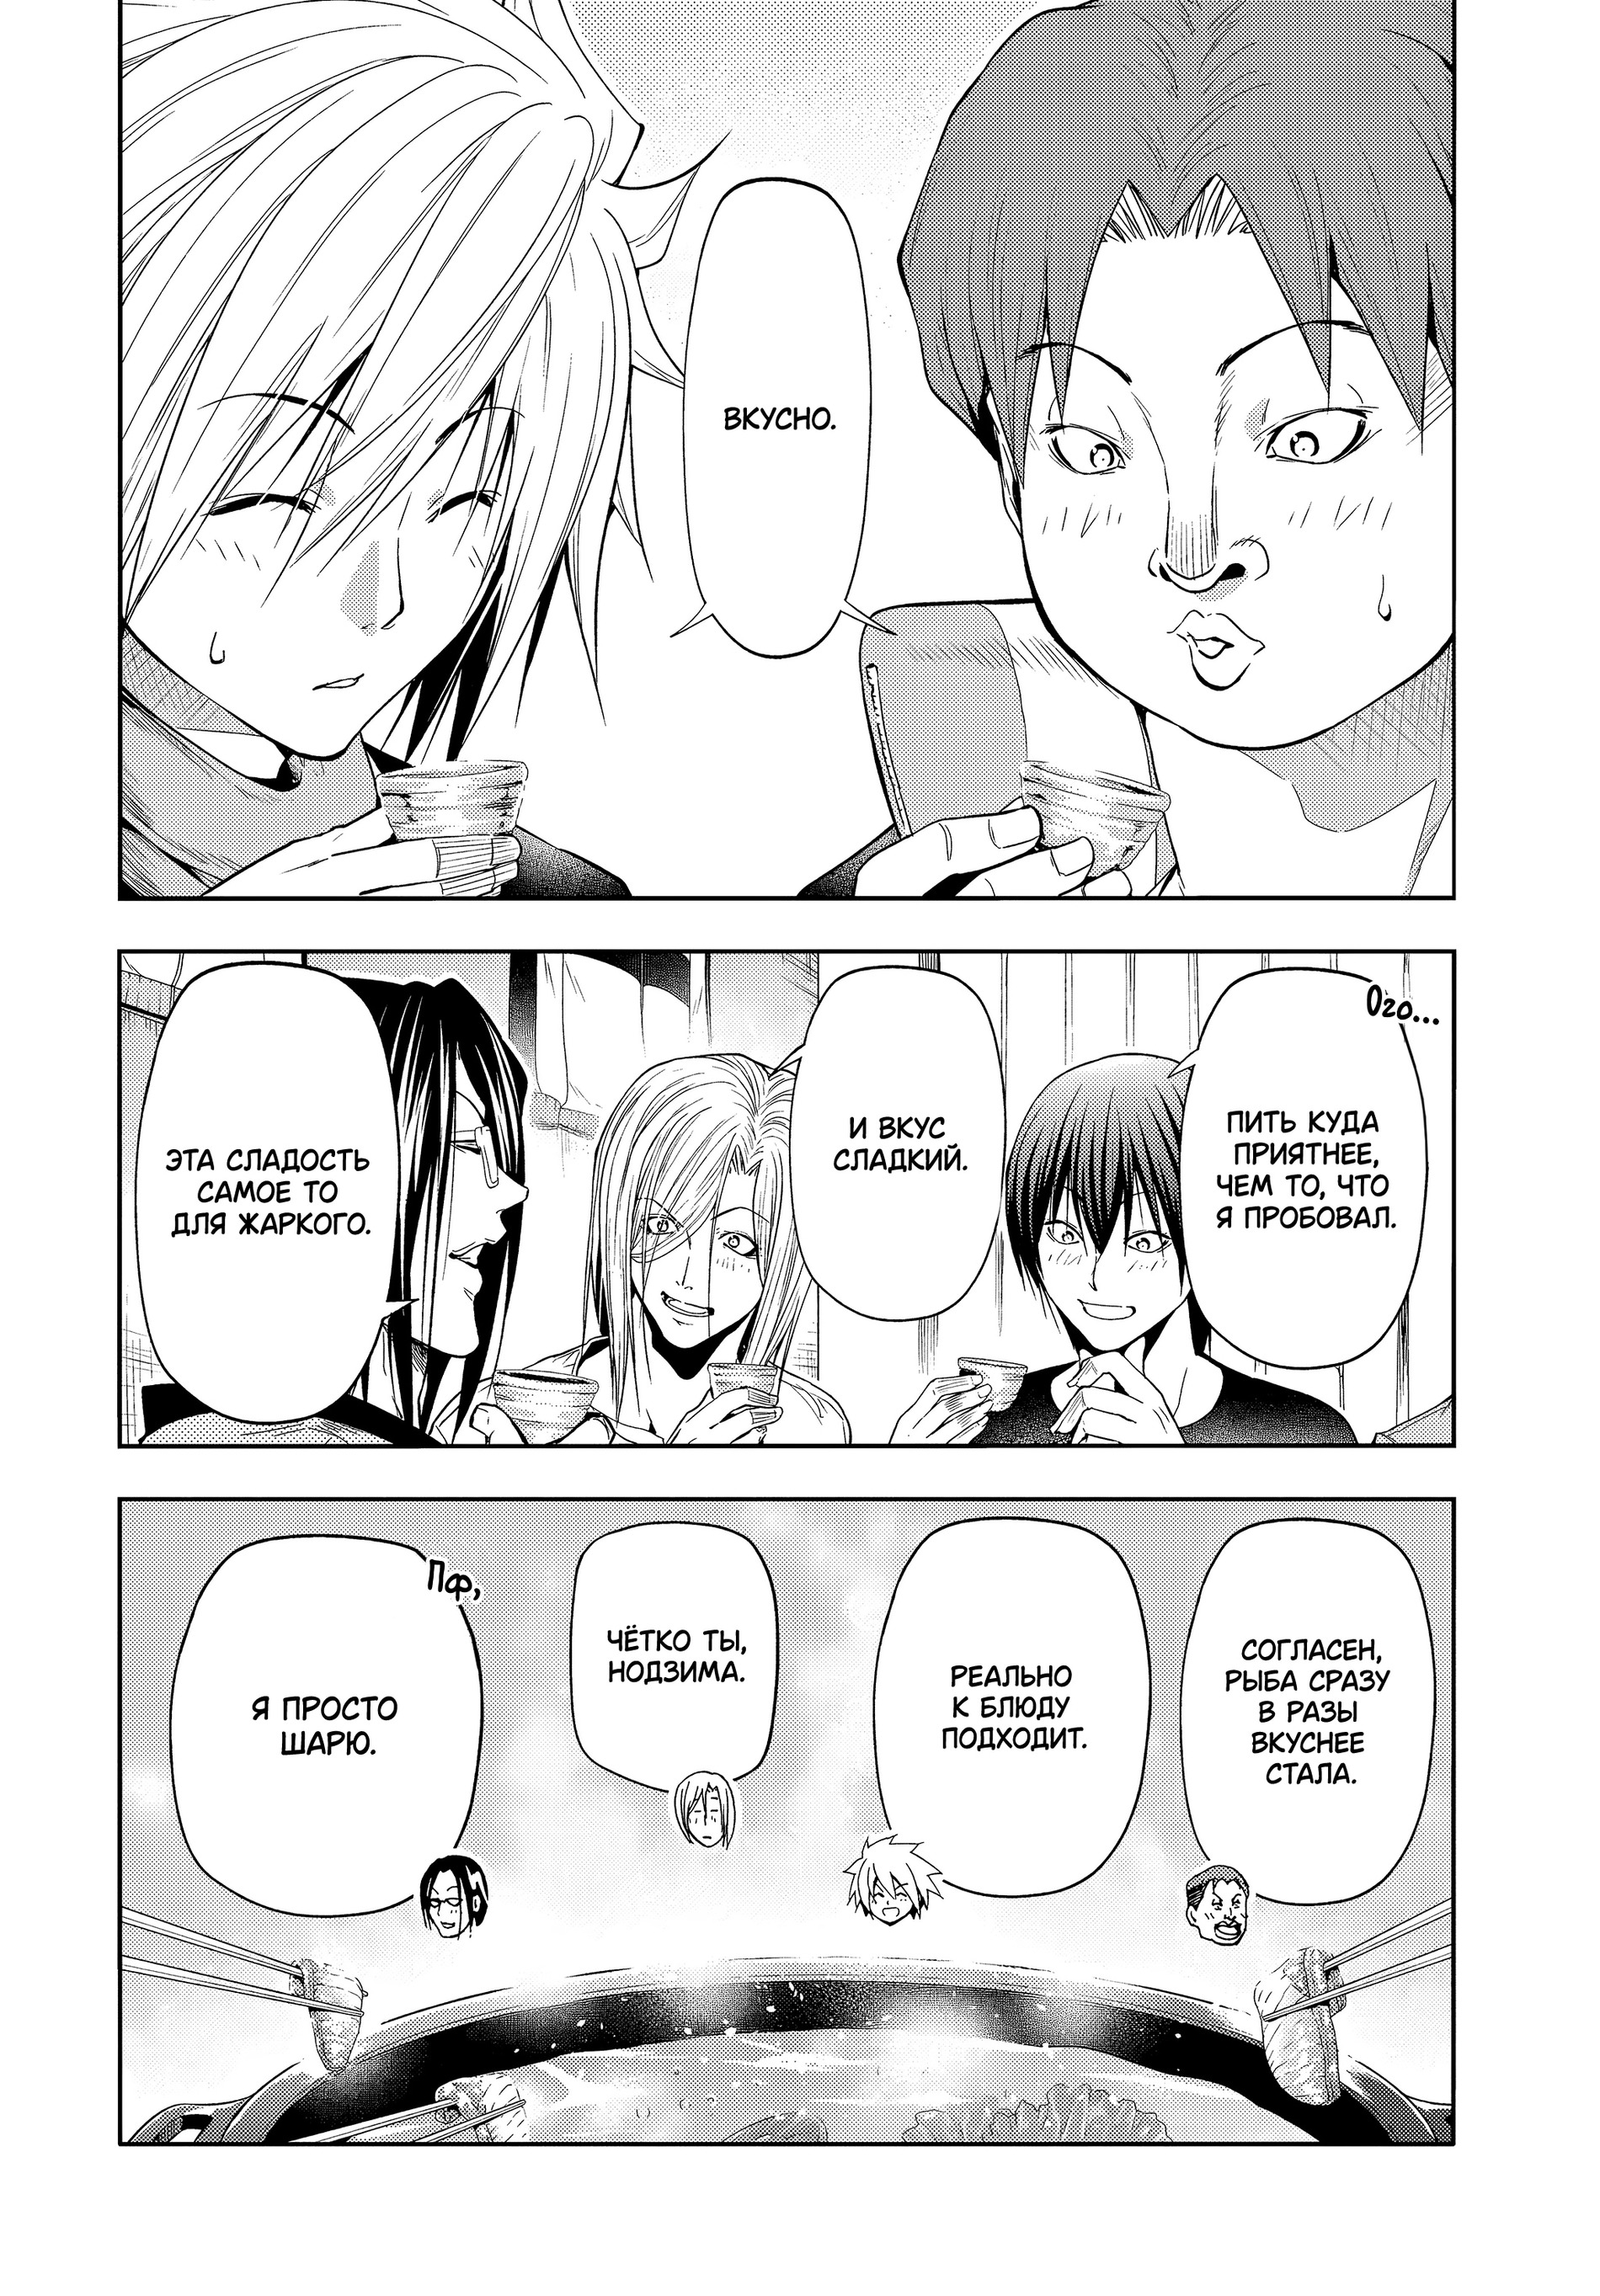 ВКУСНО.
Ого...
ПИТЬ КУДА
ПРИЯТНЕЕ,
ЧЕМ ТО, ЧТО
Я ПРОБОВАЛ.
И ВКУС
СЛАДКИЙ.
ЭТА СЛАДОСТЬ
САМОЕ ТО
ДЛЯ ЖАРКОГО.
СОГЛАСЕН,
РЫБА СРАЗУ
В РАЗЫ
ВКУСНЕЕ
СТАЛА.
РЕАЛЬНО
К БЛЮДУ
ПОДХОДИТ.
ЧЁТКО ТЫ,
НОДЗИМА.
Пф,
Я ПРОСТО
ШАРЮ.